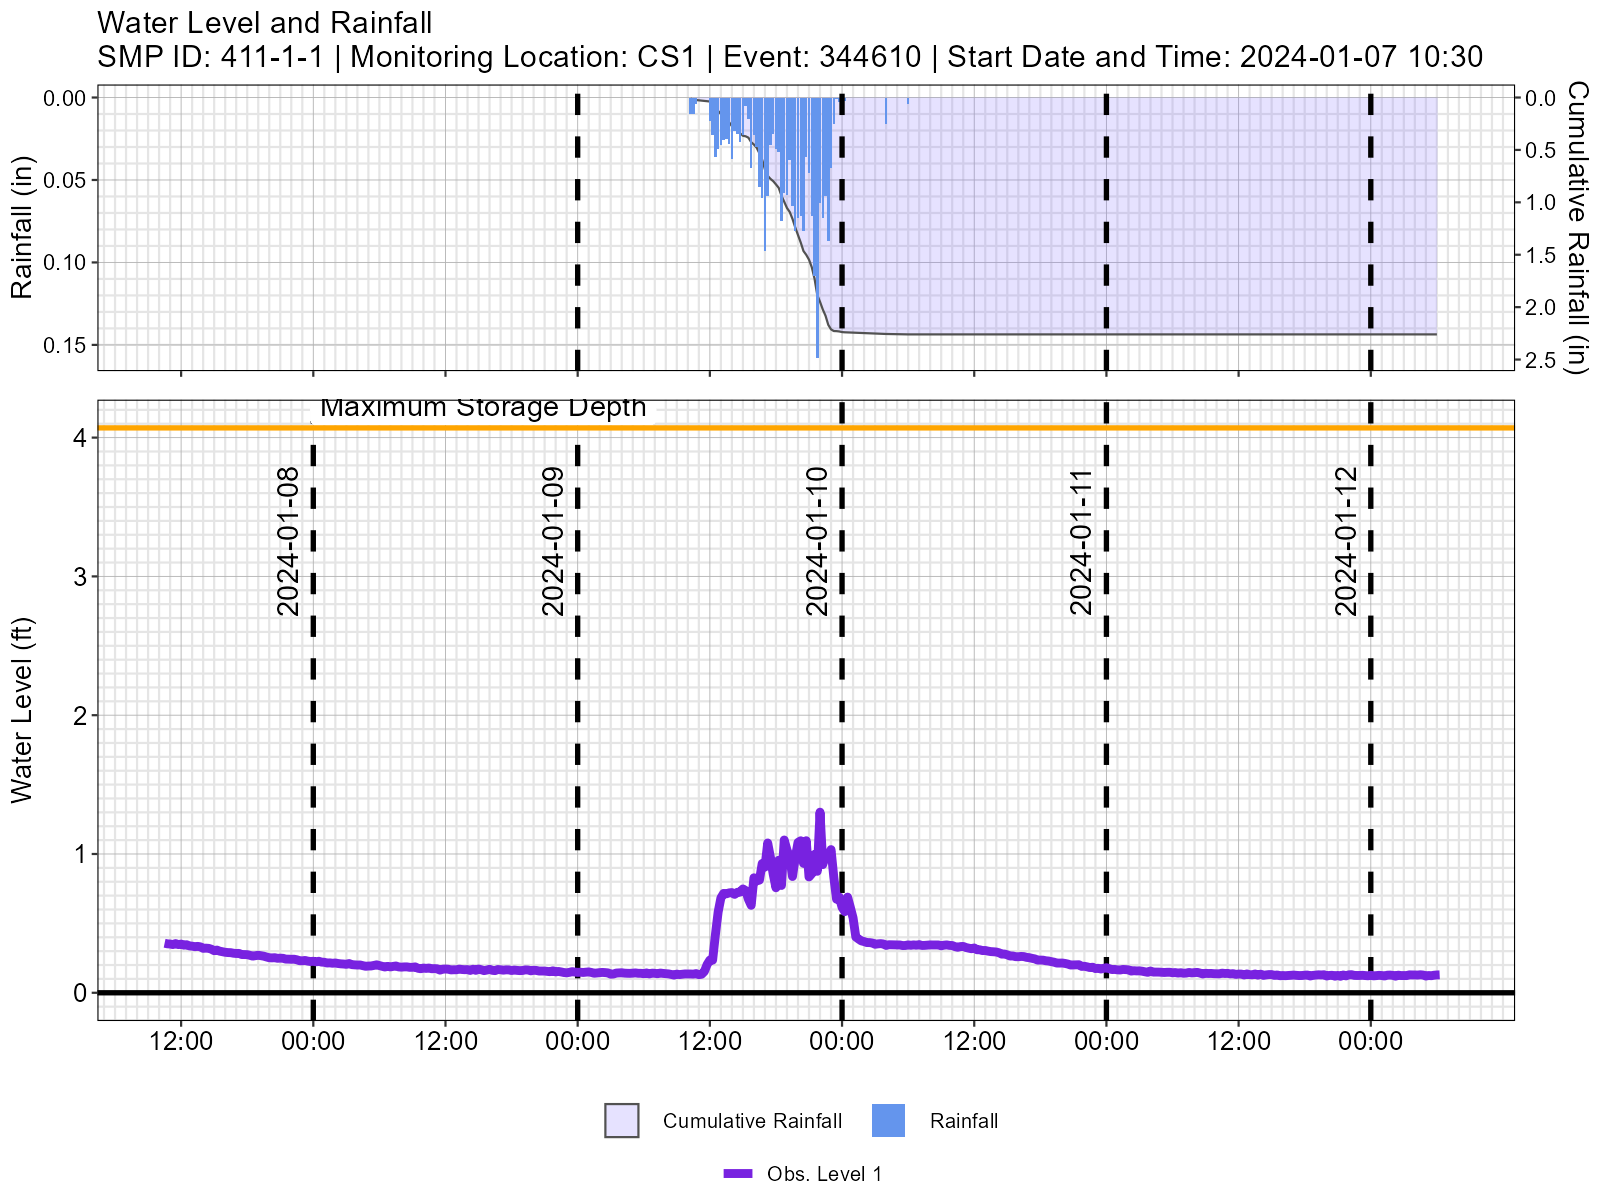 Water Level and Rainfall
SMP ID: 411-1-1 | Monitoring Location: CS1 | Event: 344610 | Start Date and Time: 2024-01-07 10:30
Rainfall (in)
0.00
0.05
0.10
0.15
0.0
0.5
1.0
1.5
2.0
2.5
Cumulative Rainfall (in)
Maximum Storage Depth
Water Level (ft)
4
3
2
1
0
2024-01-08
2024-01-09
2024-01-10
2024-01-11
2024-01-12
12:00 00:00 12:00 00:00 12:00 00:00 12:00 00:00 12:00 00:00
Cumulative Rainfall Rainfall
Obs. Level 1